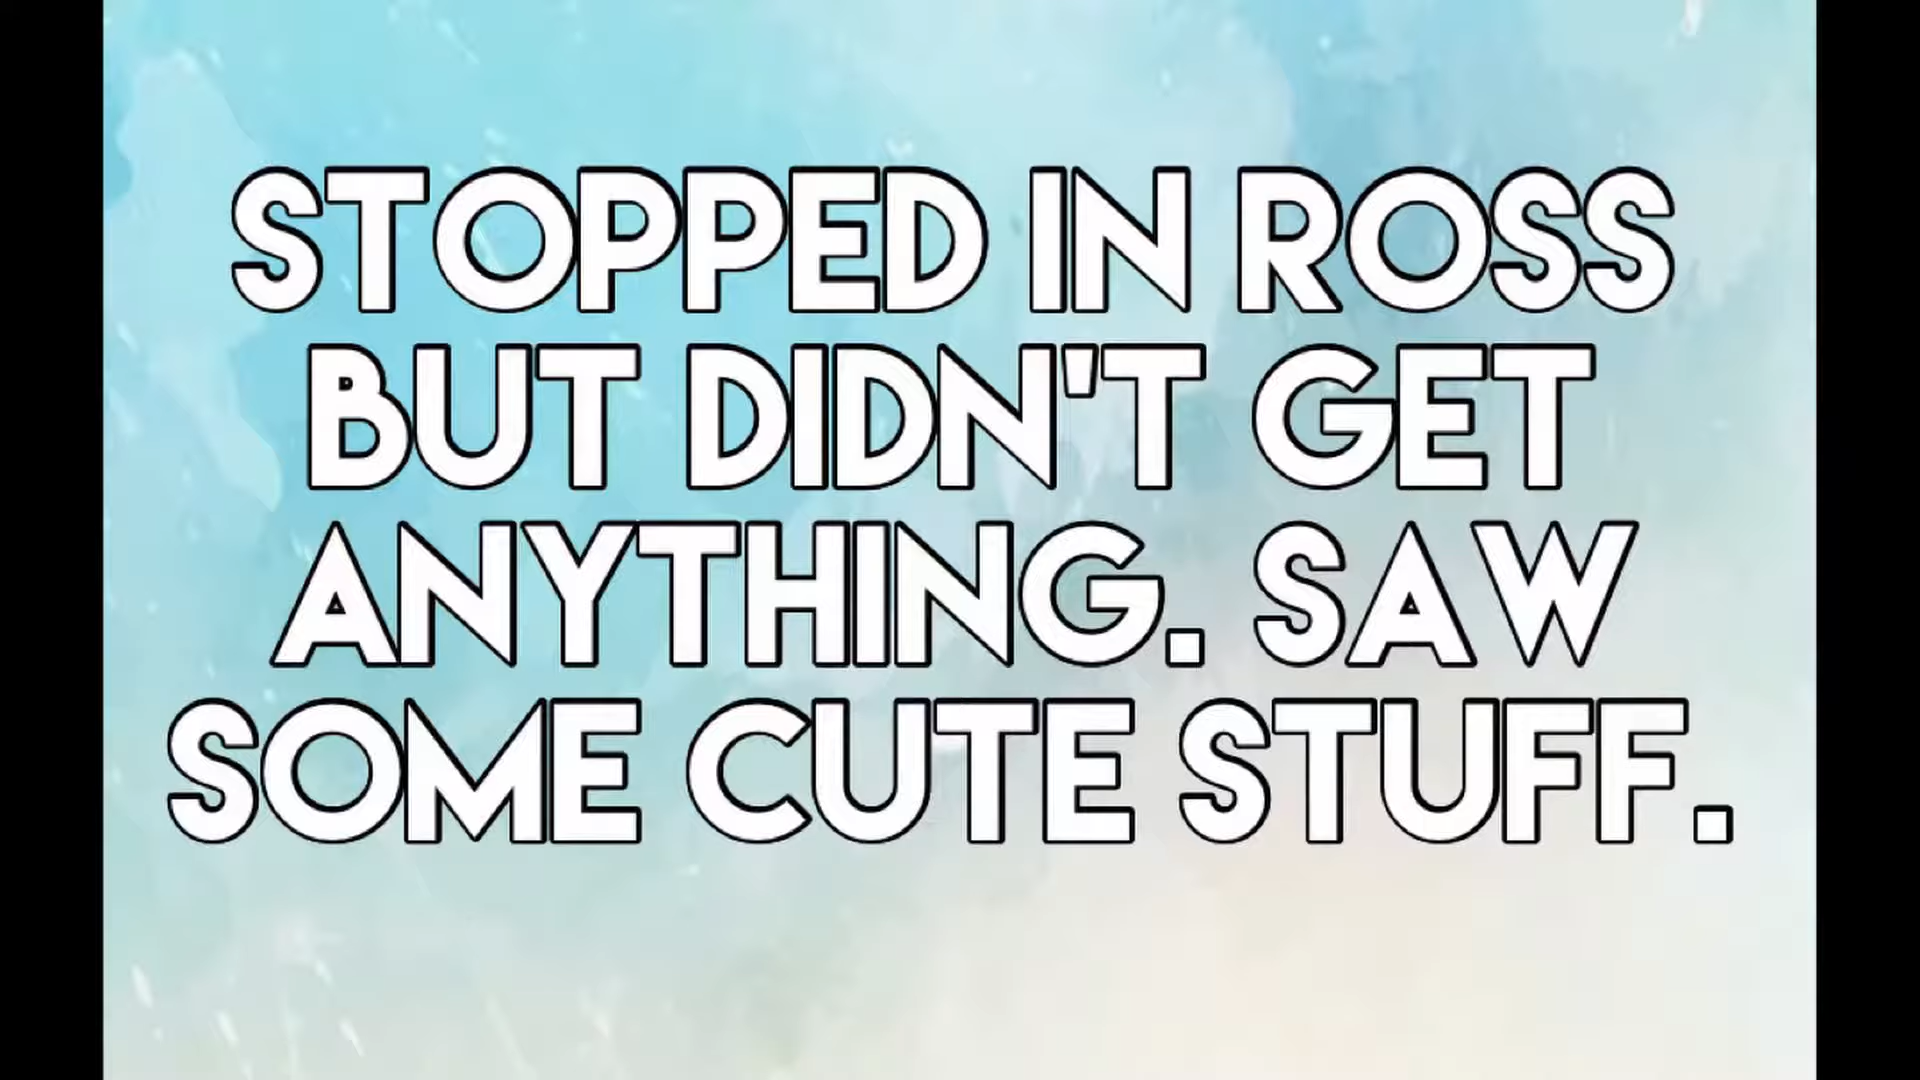 STOPPED IN ROSS
BUT DIDN'T GET
ANYTHING. SAW
SOME CUTE STUFF.